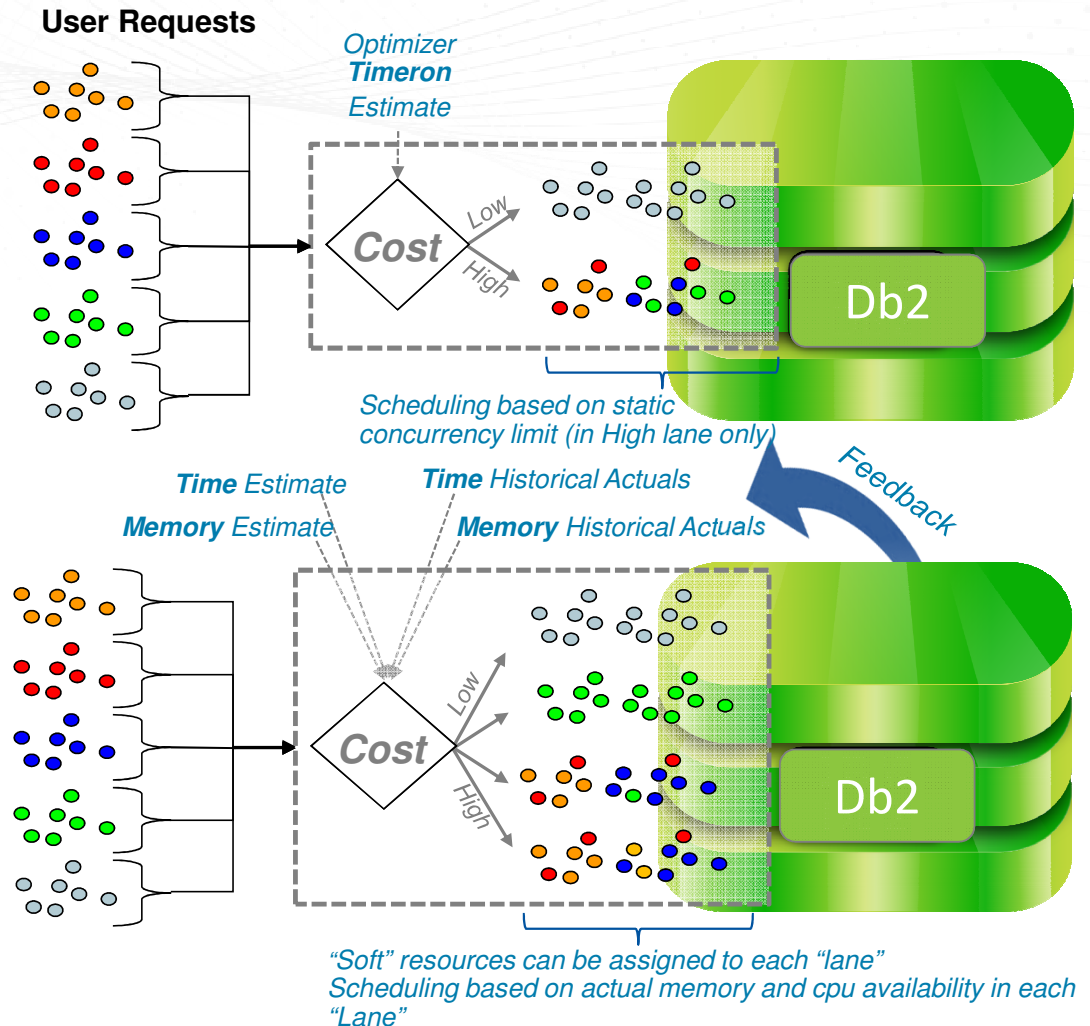 User Requests
Optimizer
Timeron
Estimate
Cost
Low
High
Db2
Scheduling based on static
concurrency limit (in High lane only)
Feedback
Time Estimate
Time Historical Actuals
Memory Estimate
Memory Historical Actuals
Cost
Low
High
Db2
“Soft” resources can be assigned to each “lane”
Scheduling based on actual memory and cpu availability in each
“Lane”